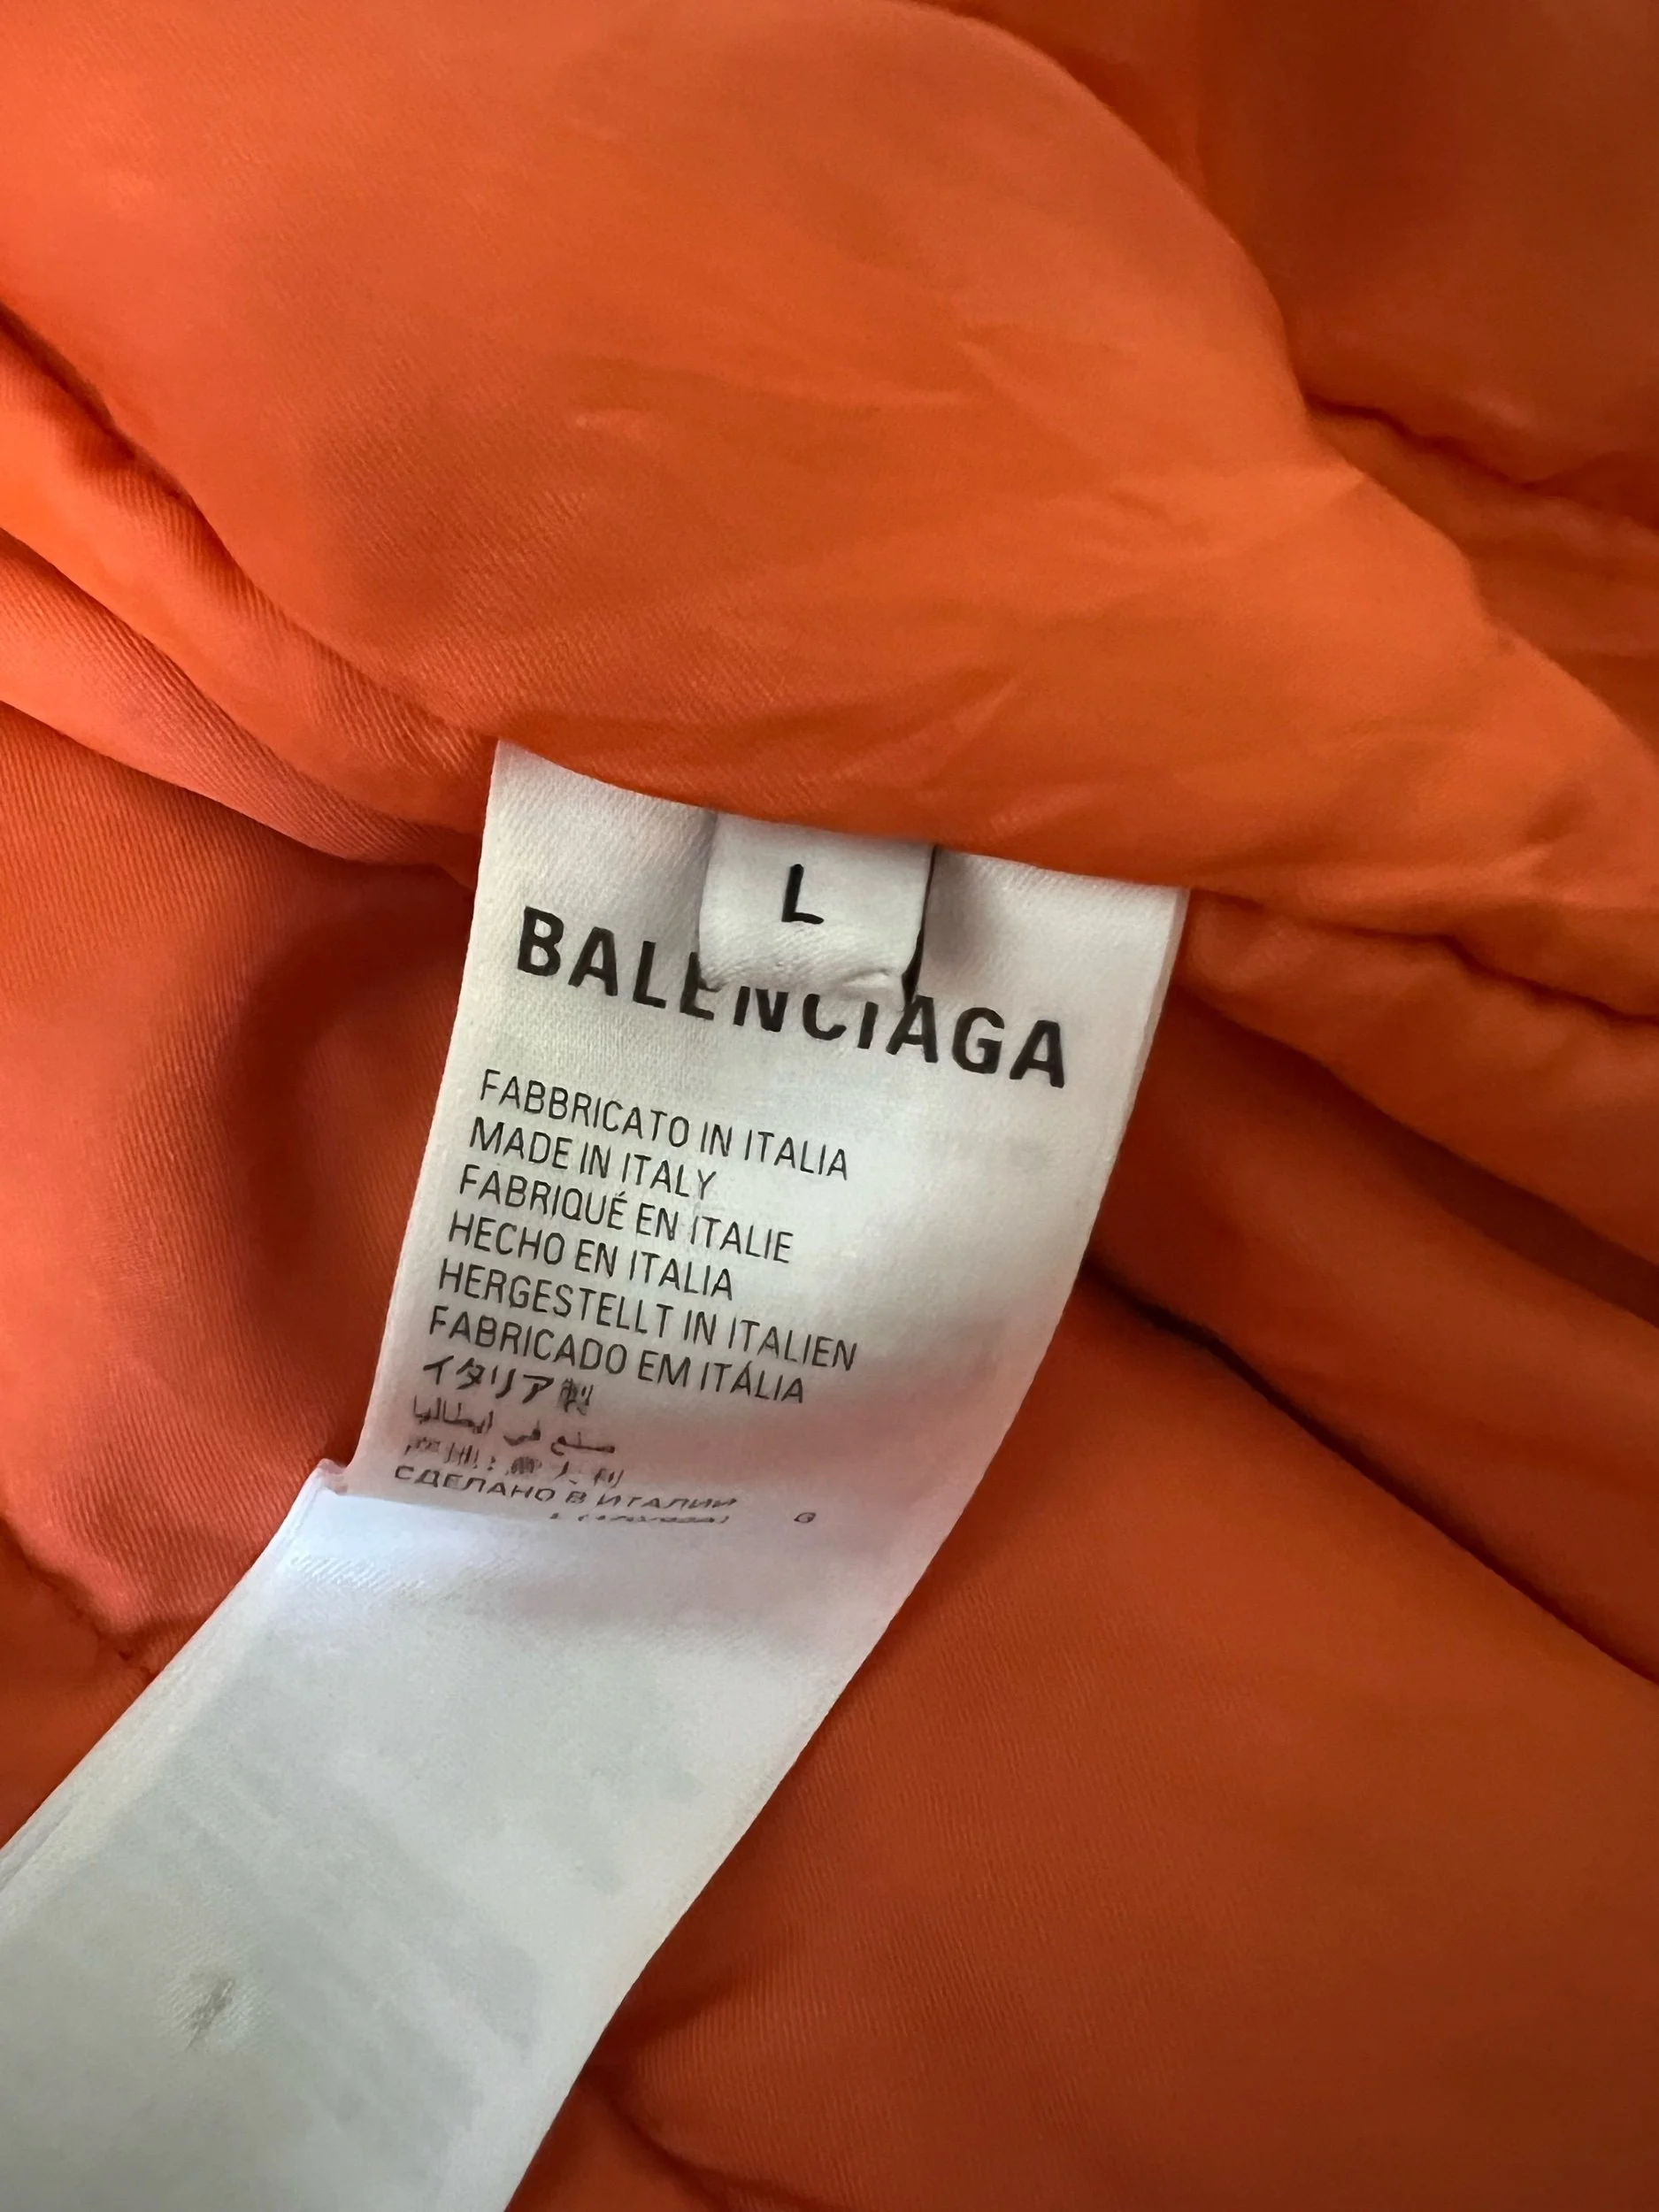 L
BALENCIAGA
FABBRICATO IN ITALIA
MADE IN ITALY
FABRIQUÉ EN ITALIE
HECHO EN ITALIA
HERGESTELLT IN ITALIEN
FABRICADO EM ITÁLIA
イタリア製
صنع في ايطاليا
СДЕЛАНО В ИТАЛИИ